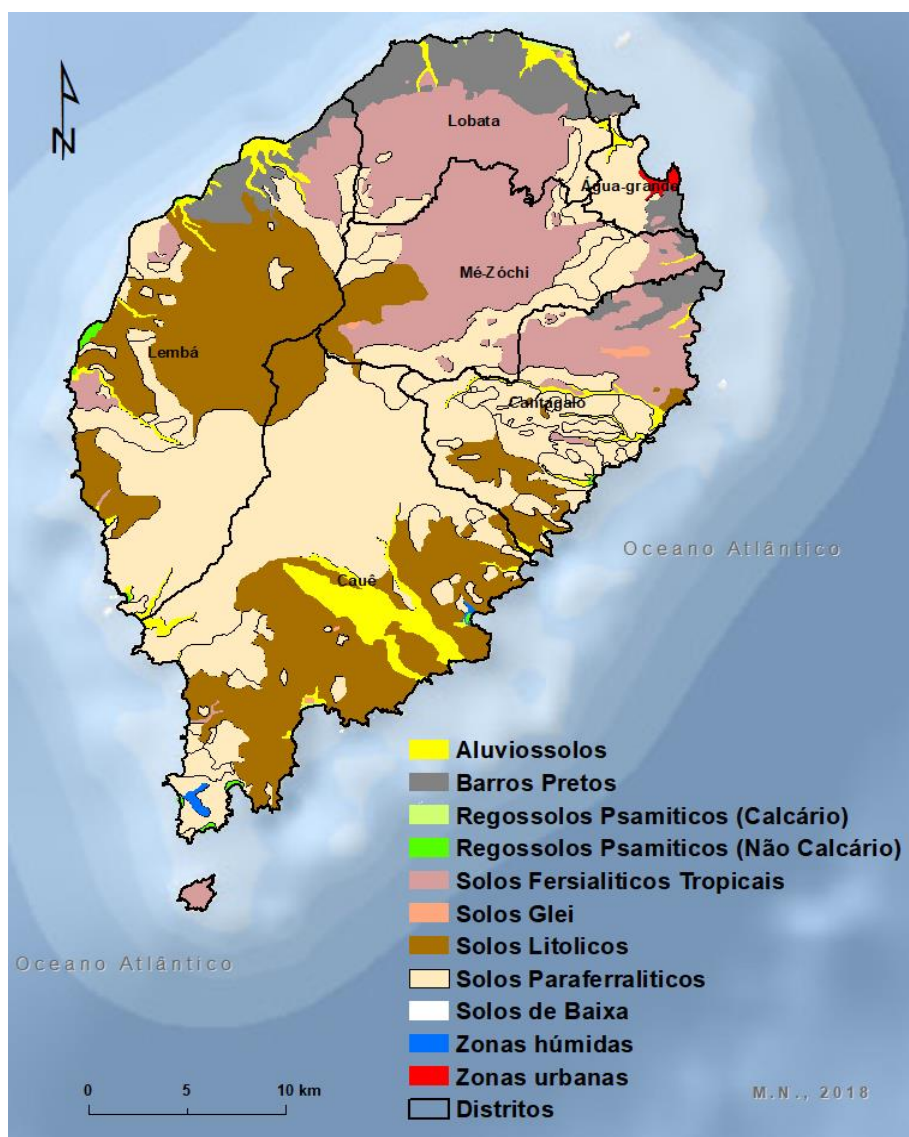 N
Lobata
Água-grande
Mé-Zóchi
Lembá
Cantagalo
Oceano Atlântico
Cauê
Aluviossolos
Barros Pretos
Regossolos Psamiticos (Calcário)
Regossolos Psamiticos (Não Calcário)
Solos Fersialiticos Tropicais
Solos Glei
Solos Litolicos
Oceano Atlântico
Solos Paraferraliticos
Solos de Baixa
Zonas húmidas
Zonas urbanas
Distritos
0 5 10 km
M.N., 2018